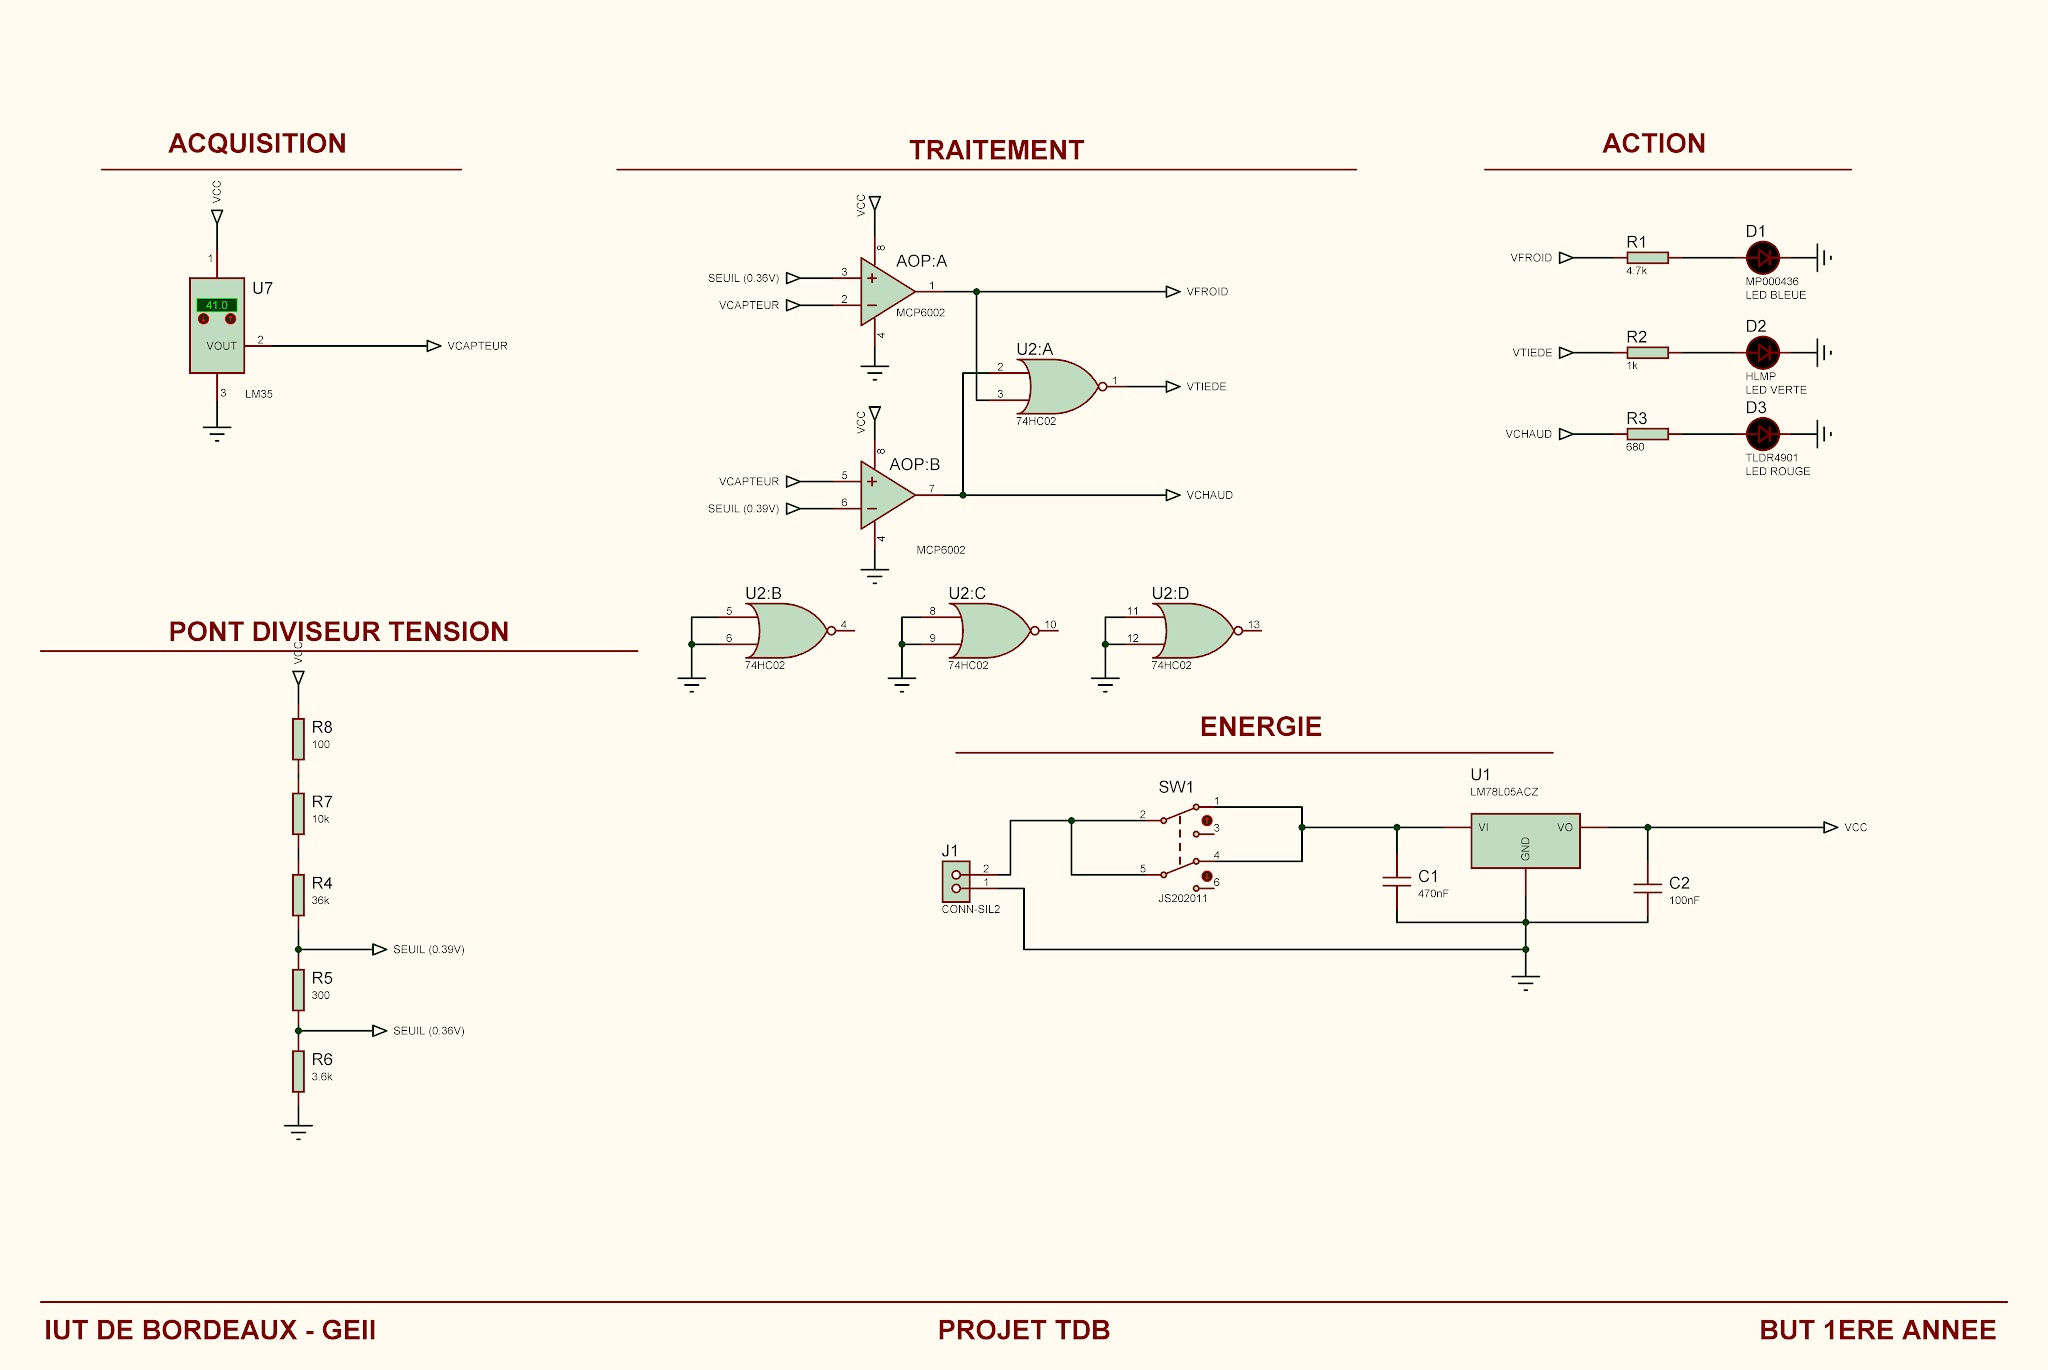 ACQUISITION
VCC
1
U7
41.0
VOUT
2
VCAPTEUR
3
LM35
TRAITEMENT
VCC
8
AOP:A
SEUIL (0.36V)
3
1
VFROID
VCAPTEUR
2
MCP6002
4
U2:A
2
1
VTIEDE
3
74HC02
VCC
8
AOP:B
VCAPTEUR
5
7
VCHAUD
SEUIL (0.39V)
6
4
MCP6002
U2:B
5
4
6
74HC02
U2:C
8
10
9
74HC02
U2:D
11
13
12
74HC02
ACTION
VFROID
R1
4.7k
D1
MP000436
LED BLEUE
VTIEDE
R2
1k
D2
HLMP
LED VERTE
VCHAUD
R3
680
D3
TLDR4901
LED ROUGE
PONT DIVISEUR TENSION
VCC
R8
100
R7
10k
R4
36k
SEUIL (0.39V)
R5
300
SEUIL (0.36V)
R6
3.6k
ENERGIE
J1
2
1
CONN-SIL2
SW1
2
1
3
5
4
6
JS202011
C1
470nF
U1
LM78L05ACZ
VI
VO
GND
C2
100nF
VCC
IUT DE BORDEAUX - GEII
PROJET TDB
BUT 1ERE ANNEE